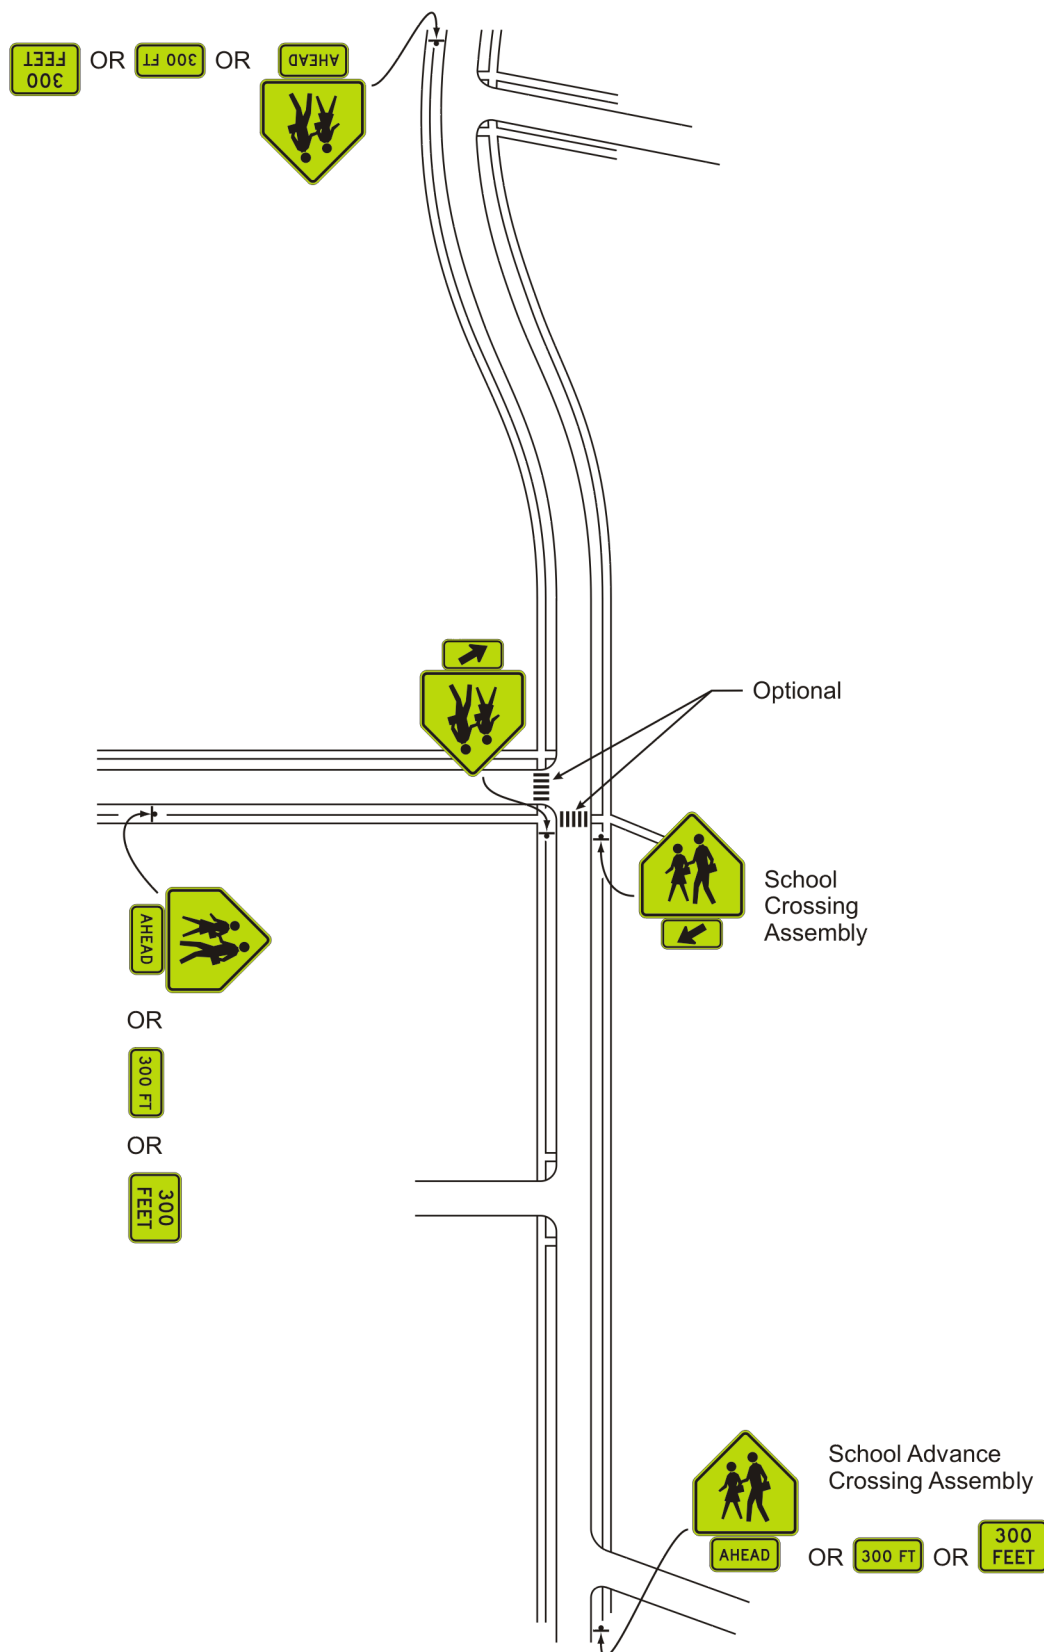 300
FEET
OR
300 FT
OR
AHEAD
Optional
School
Crossing
Assembly
AHEAD
OR
300 FT
OR
300
FEET
School Advance
Crossing Assembly
AHEAD
OR
300 FT
OR
300
FEET